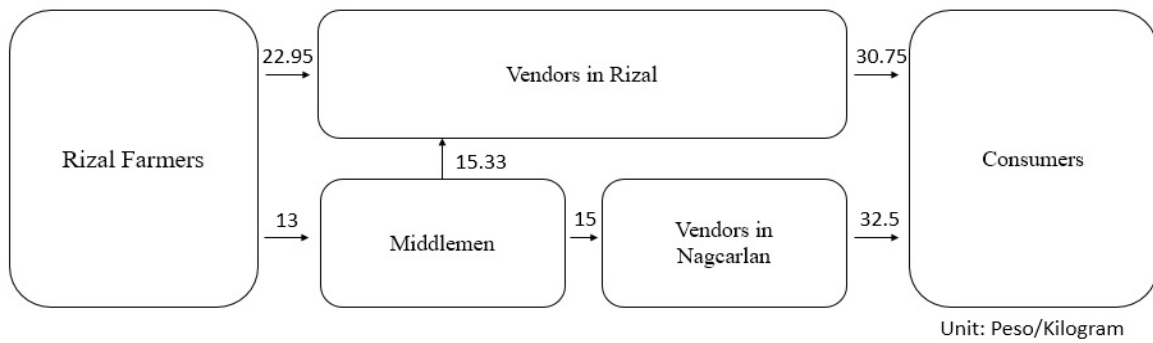 22.95
30.75
Vendors in Rizal
Rizal Farmers
15.33
Consumers
13
15
32.5
Middlemen
Vendors in
Nagcarlan
Unit: Peso/Kilogram